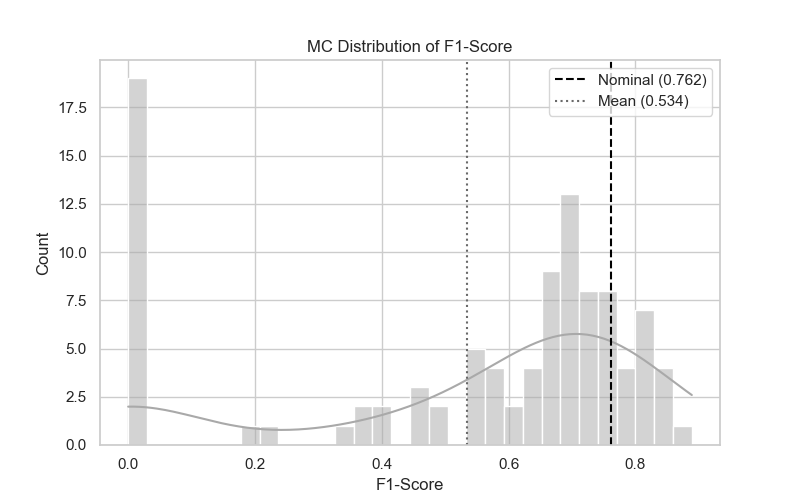 MC Distribution of F1-Score
Nominal (0.762)
Mean (0.534)
Count
17.5
15.0
12.5
10.0
7.5
5.0
2.5
0.0
0.0 0.2 0.4 0.6 0.8
F1-Score